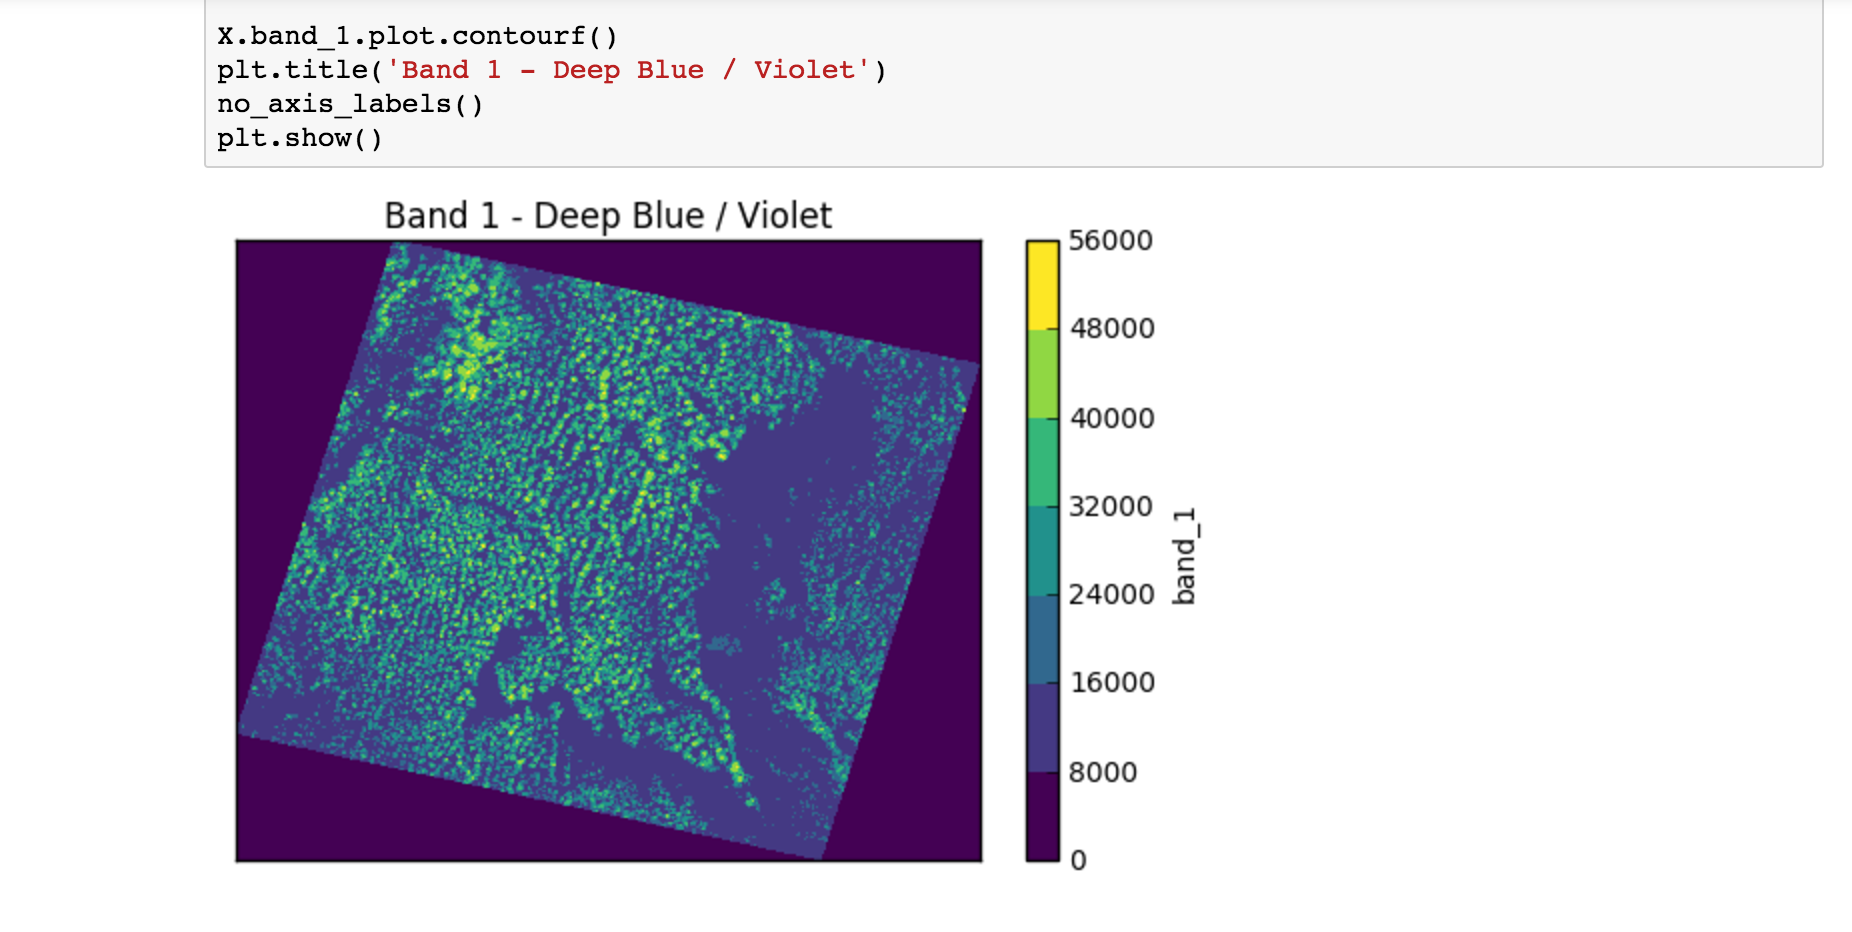 X.band_1.plot.contourf()
plt.title('Band 1 - Deep Blue / Violet')
no_axis_labels()
plt.show()
Band 1 - Deep Blue / Violet
56000
48000
40000
32000
24000
16000
8000
0
band_1